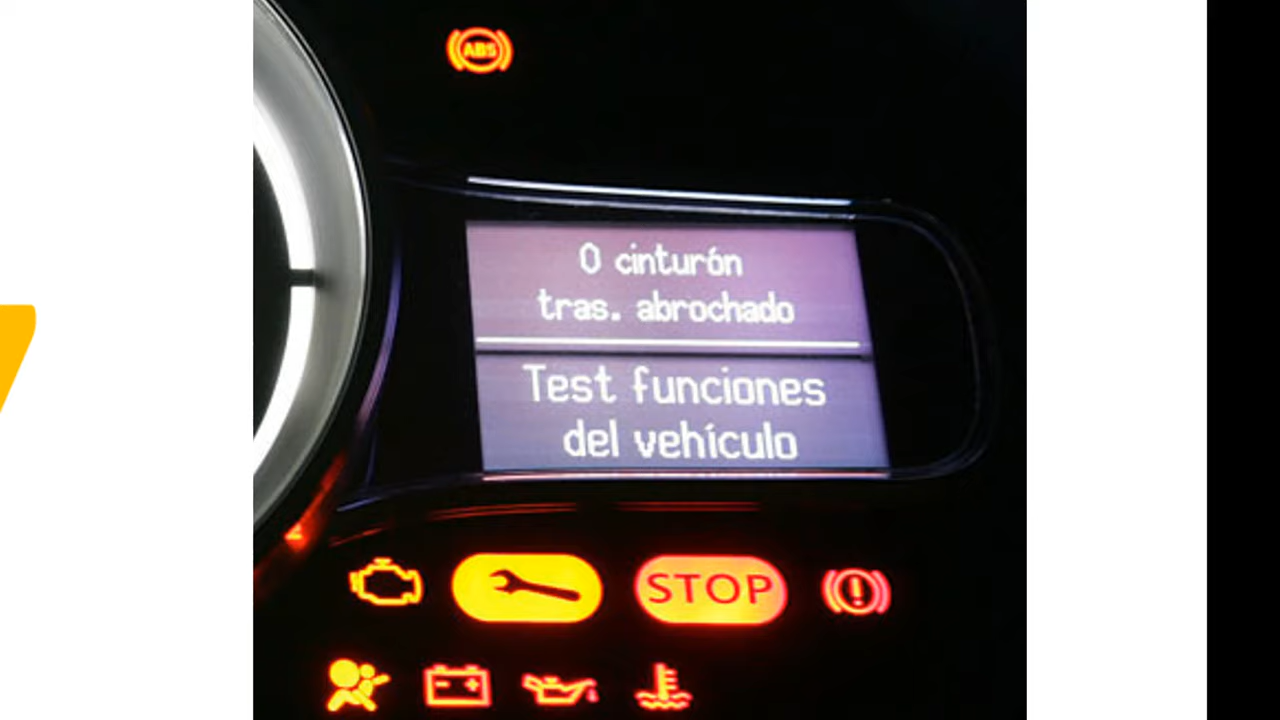 ABS
0 cinturón
tras. abrochado
Test funciones
del vehículo
STOP